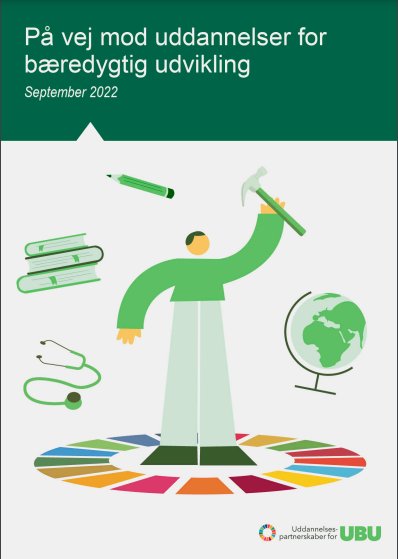 På vej mod uddannelser for
bæredygtig udvikling
September 2022
Uddannelses-
partnerskaber for UBU